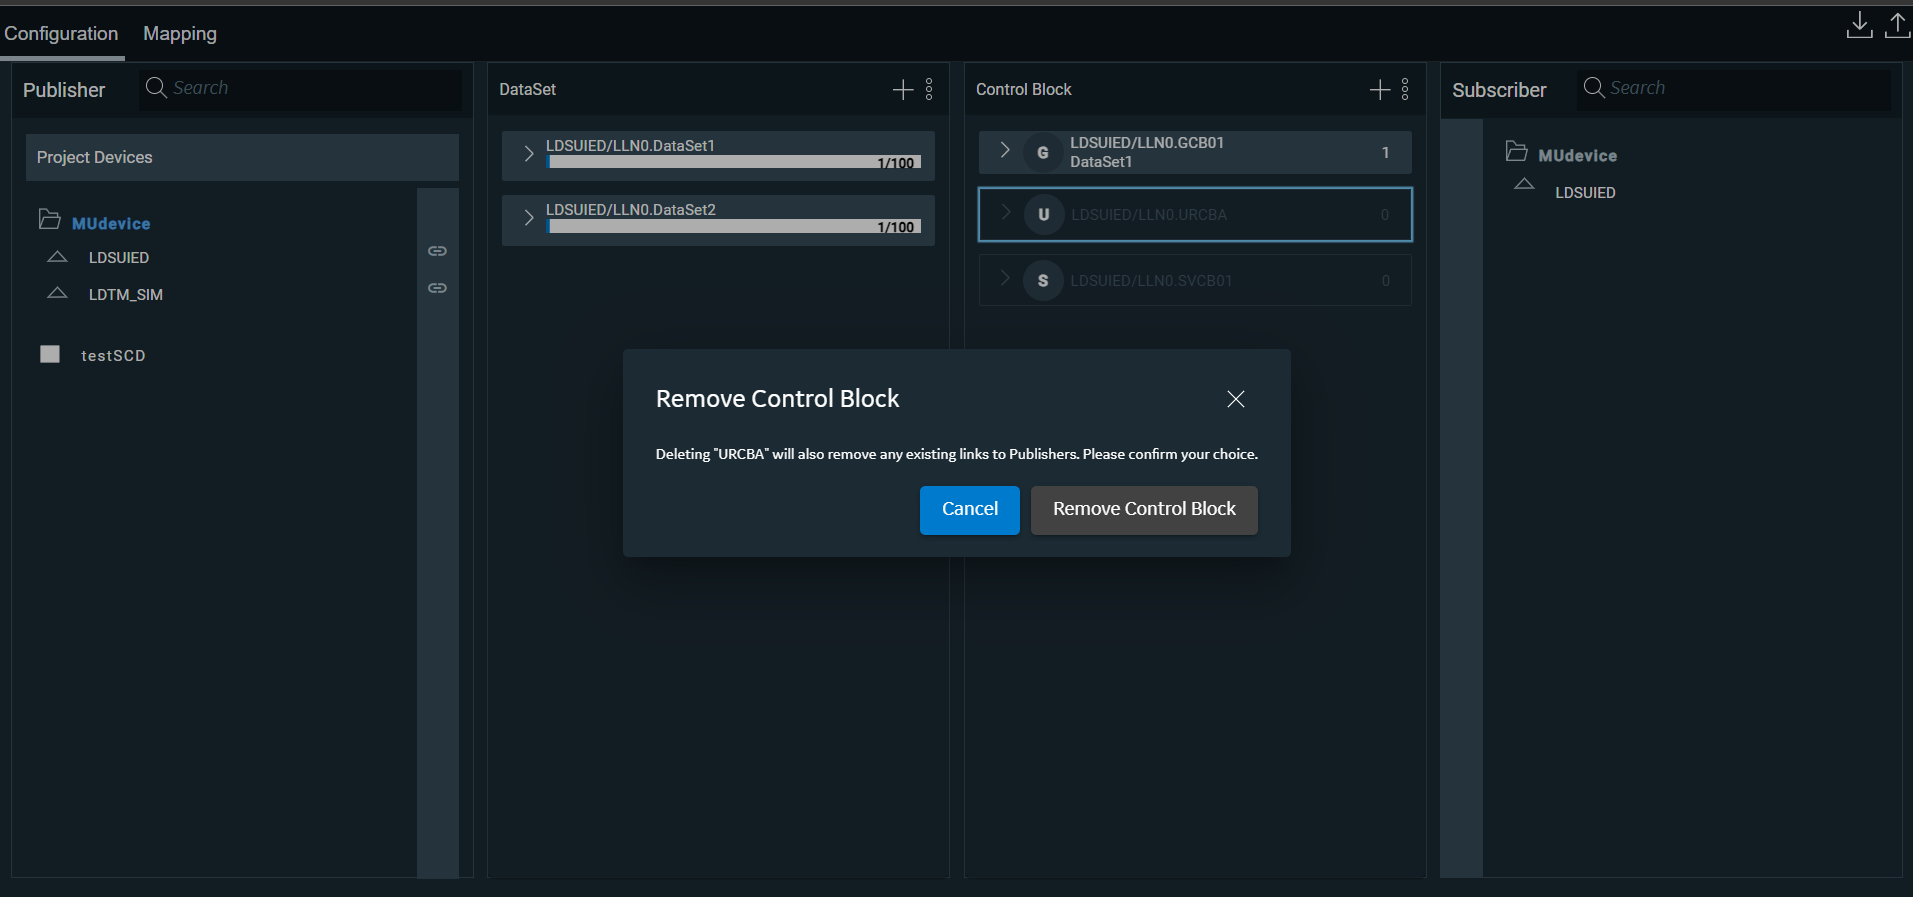 Configuration
Mapping
Publisher
Search
Project Devices
MUdevice
LDSUIED
LDTM_SIM
testSCD
DataSet
LDSUIED/LLN0.DataSet1
1/100
LDSUIED/LLN0.DataSet2
1/100
Control Block
G
LDSUIED/LLN0.GCB01
DataSet1
1
U
LDSUIED/LLN0.URCBA
0
S
LDSUIED/LLN0.SVCB01
0
Subscriber
Search
MUdevice
LDSUIED
Remove Control Block
Deleting "URCBA" will also remove any existing links to Publishers. Please confirm your choice.
Cancel
Remove Control Block